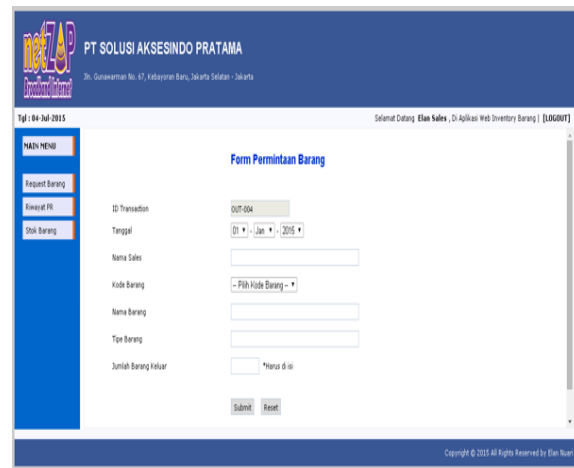 netZAP
Broadband Internet
PT SOLUSI AKSESINDO PRATAMA
Jln. Gunawarman No. 67, Kebayoran Baru, Jakarta Selatan - Jakarta
Tgl : 04-Jul-2015
Selamat Datang Elan Sales , Di Aplikasi Web Inventory Barang | [LOGOUT]
MAIN MENU
Request Barang
Riwayat PR
Stok Barang
Form Permintaan Barang
ID Transaction OUT-004
Tanggal 01 - Jan - 2015
Nama Sales
Kode Barang -- Pilih Kode Barang --
Nama Barang
Tipe Barang
Jumlah Barang Keluar *Harus di isi
Submit Reset
Copyright © 2015 All Rights Reserved by Elan Nuari